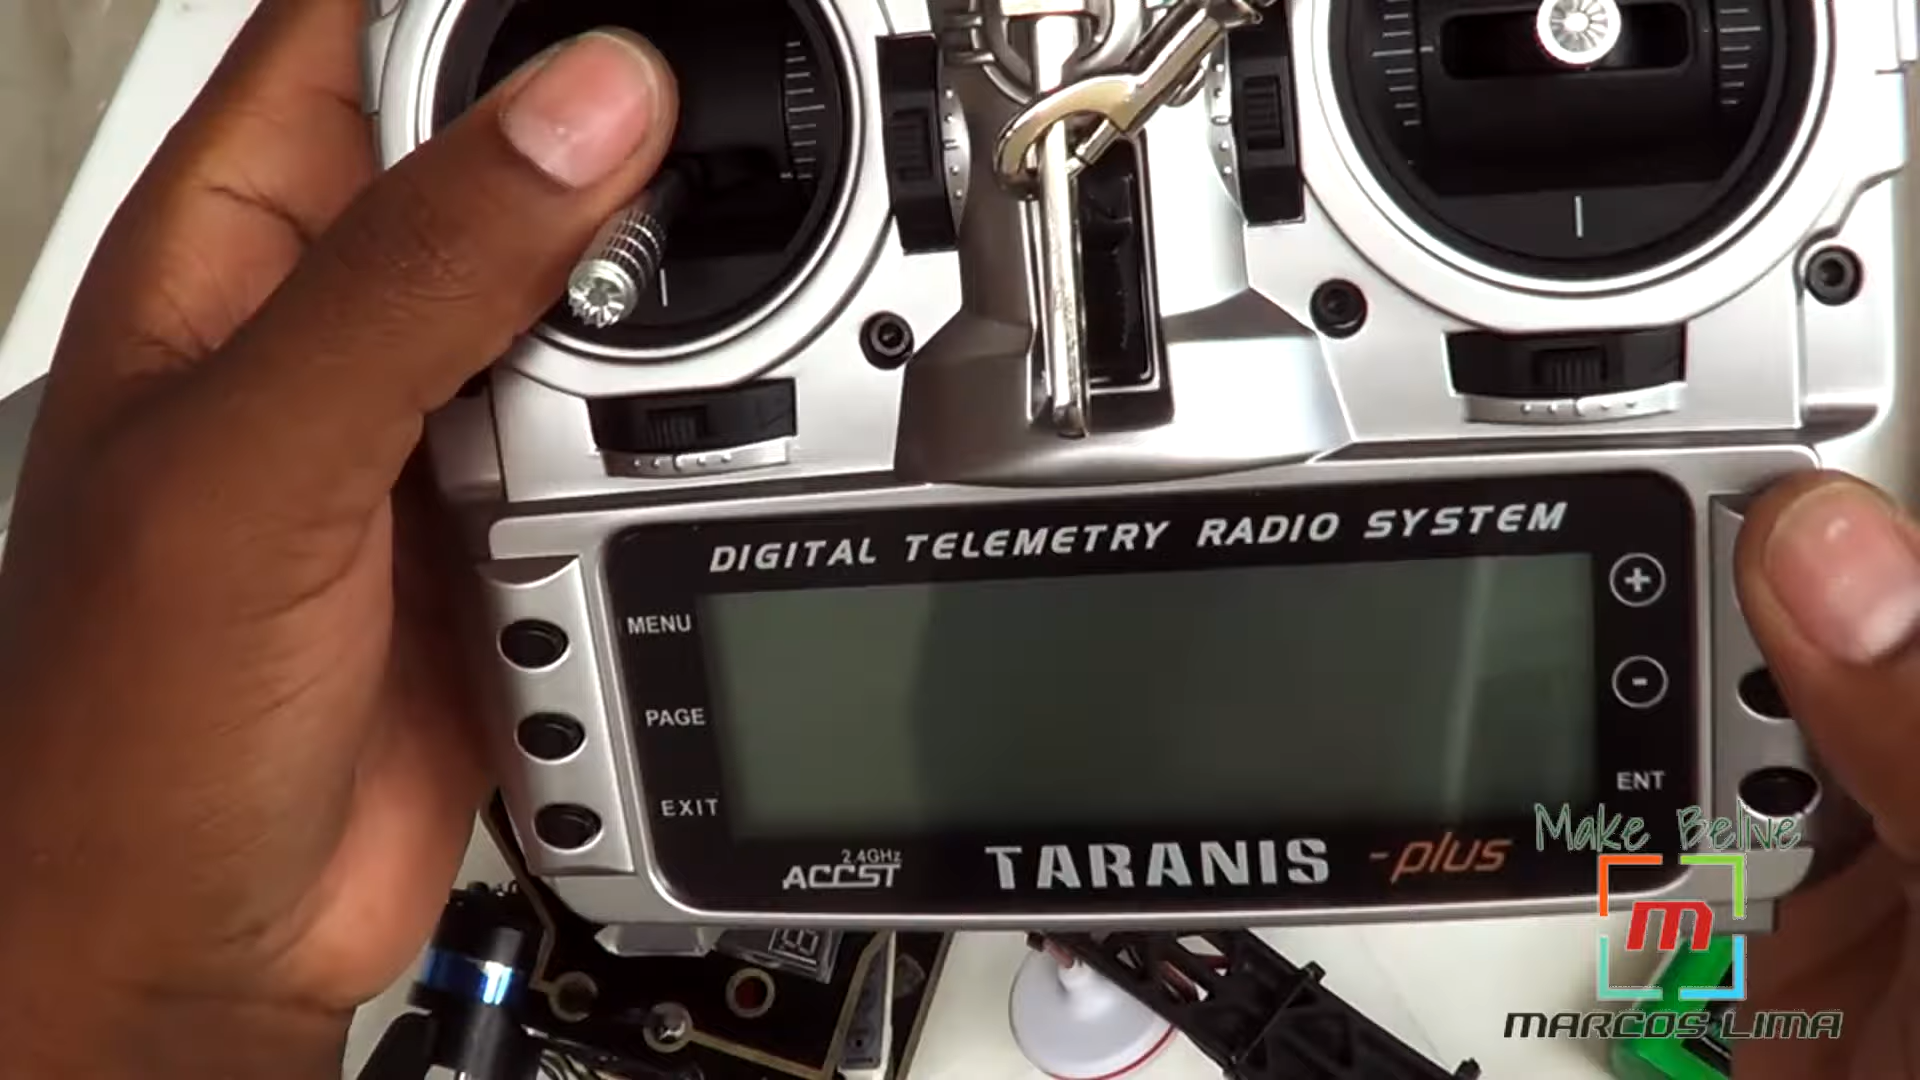 DIGITAL TELEMETRY RADIO SYSTEM
MENU
PAGE
EXIT
+
-
ENT
2.4GHz
ACCST
TARANIS -plus
Make Belive
M
MARCOS LIMA